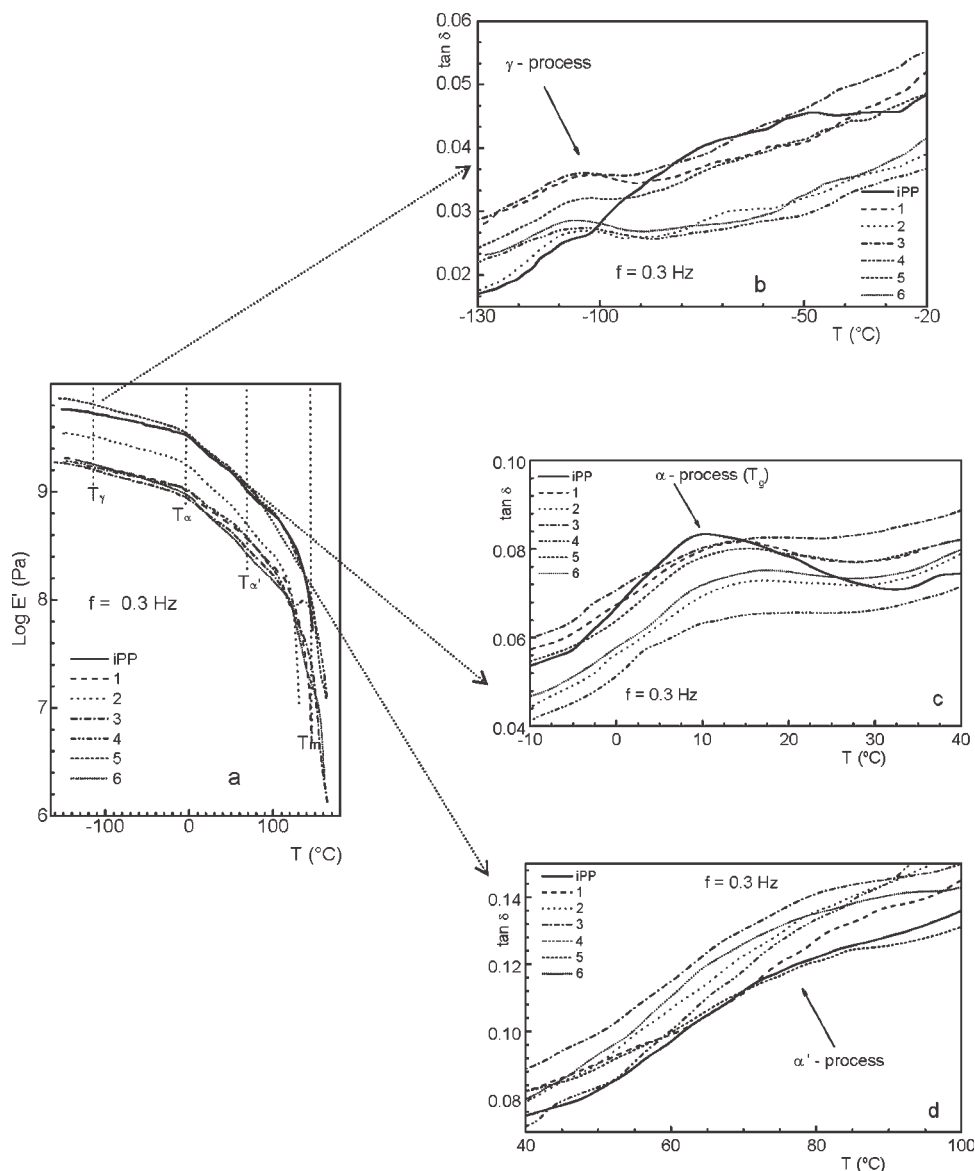 0.06
tan δ
γ - process
0.05
0.04
0.03
0.02
iPP
1
2
3
4
5
6
f = 0.3 Hz
b
-130
-100
-50
-20
T (°C)
9
8
7
6
Log E' (Pa)
Tγ
Tα
Tα'
Tm
f = 0.3 Hz
iPP
1
2
3
4
5
6
a
-100
0
100
T (°C)
0.10
tan δ
0.08
0.06
0.04
iPP
1
2
3
4
5
6
α - process (Tg)
f = 0.3 Hz
c
-10
0
10
20
30
40
T (°C)
0.14
tan δ
0.12
0.10
0.08
iPP
1
2
3
4
5
6
f = 0.3 Hz
α' - process
d
40
60
80
100
T (ºC)